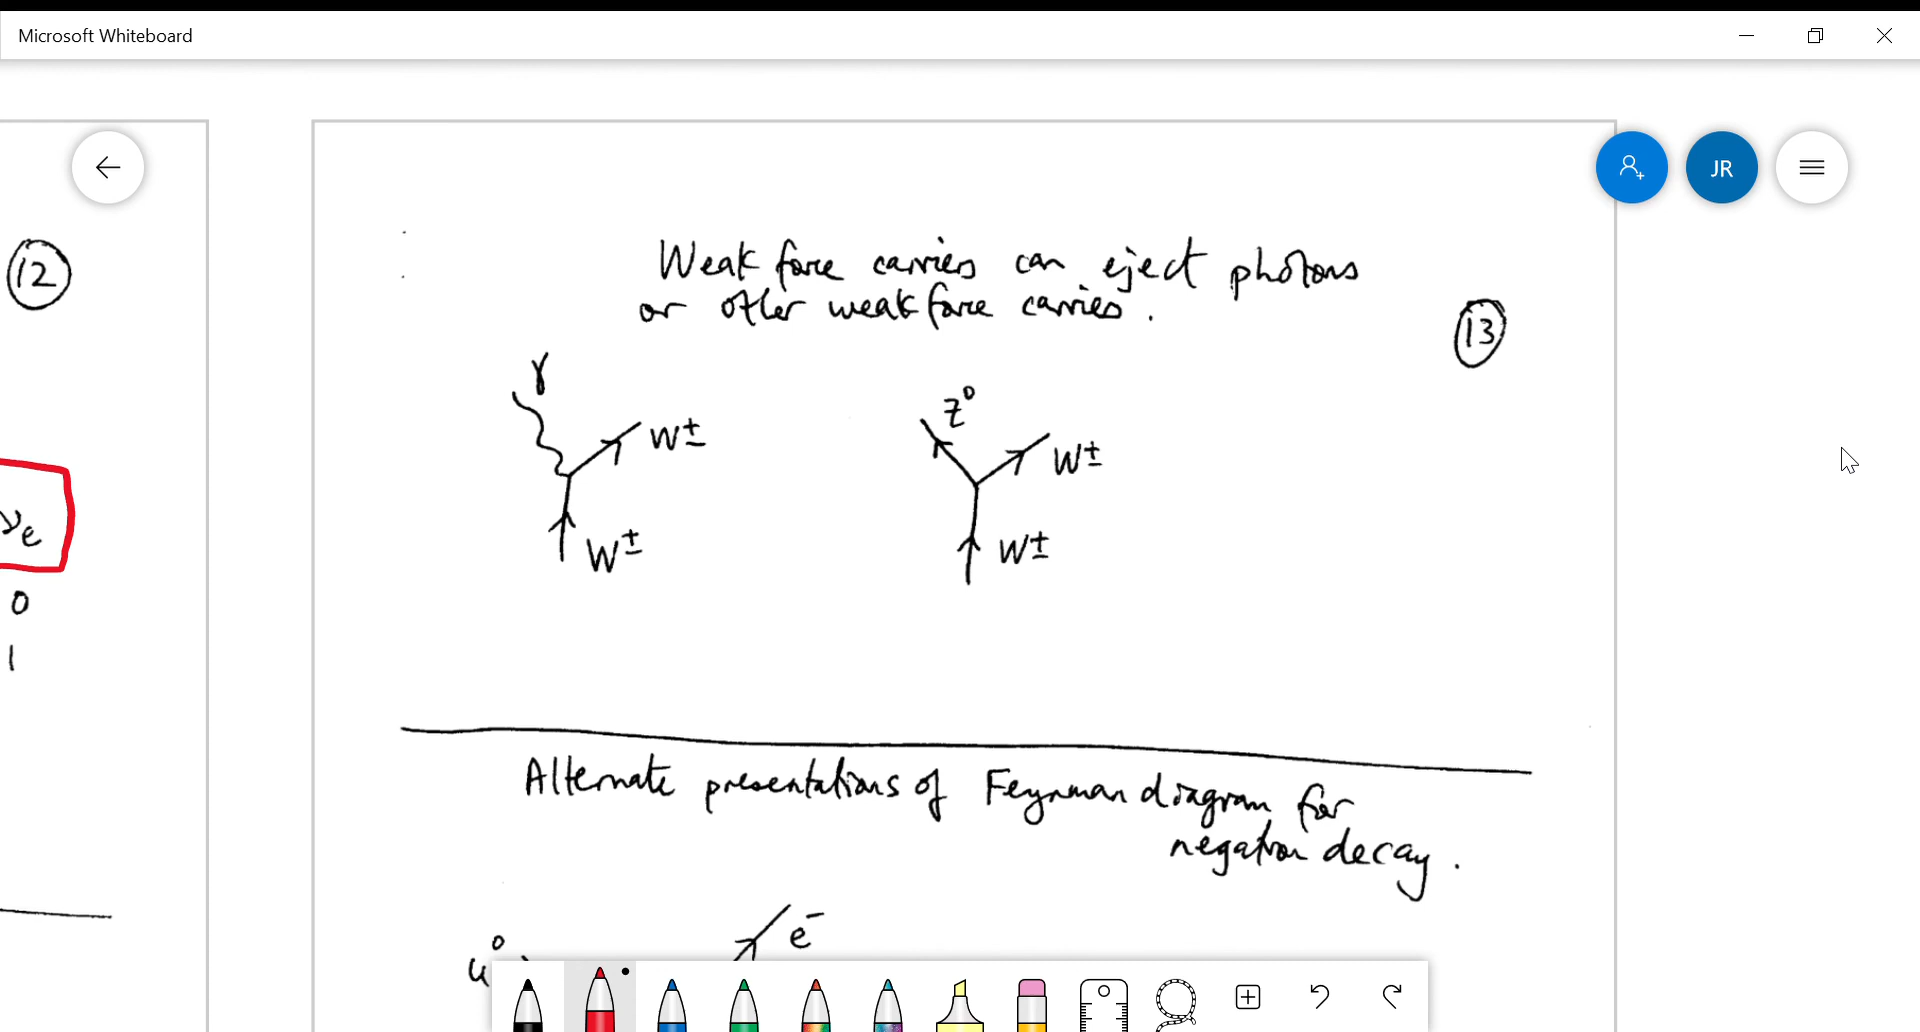 Microsoft Whiteboard
JR
12
Weak force carriers can eject photons
or other weak force carriers.
13
γ
W±
W±
Z⁰
W±
W±
νe
0
1
Alternate presentations of Feynman diagram for
negatron decay.
e⁻
u⁰